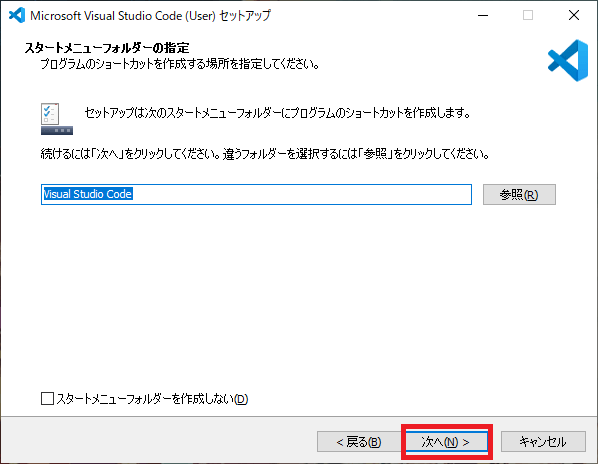 Microsoft Visual Studio Code (User) セットアップ
スタートメニューフォルダーの指定
プログラムのショートカットを作成する場所を指定してください。
セットアップは次のスタートメニューフォルダーにプログラムのショートカットを作成します。
続けるには「次へ」をクリックしてください。違うフォルダーを選択するには「参照」をクリックしてください。
Visual Studio Code
参照(R)
スタートメニューフォルダーを作成しない(D)
< 戻る(B)
次へ(N) >
キャンセル